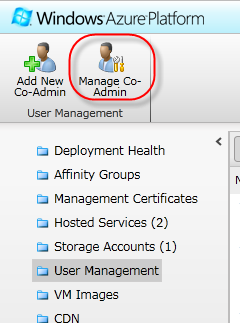 Windows Azure Platform
Add New
Co-Admin
Manage Co-
Admin
User Management
Deployment Health
Affinity Groups
Management Certificates
Hosted Services (2)
Storage Accounts (1)
User Management
VM Images
CDN